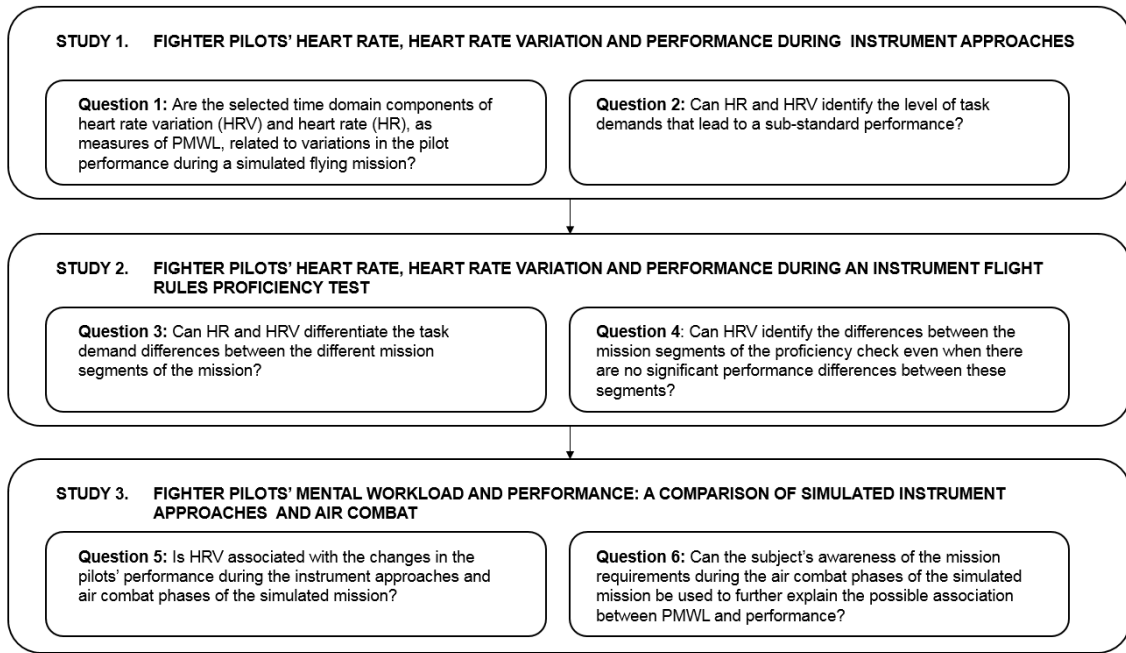 STUDY 1. FIGHTER PILOTS' HEART RATE, HEART RATE VARIATION AND PERFORMANCE DURING INSTRUMENT APPROACHES
Question 1: Are the selected time domain components of
heart rate variation (HRV) and heart rate (HR), as
measures of PMWL, related to variations in the pilot
performance during a simulated flying mission?
Question 2: Can HR and HRV identify the level of task
demands that lead to a sub-standard performance?
STUDY 2. FIGHTER PILOTS' HEART RATE, HEART RATE VARIATION AND PERFORMANCE DURING AN INSTRUMENT FLIGHT
RULES PROFICIENCY TEST
Question 3: Can HR and HRV differentiate the task
demand differences between the different mission
segments of the mission?
Question 4: Can HRV identify the differences between the
mission segments of the proficiency check even when there
are no significant performance differences between these
segments?
STUDY 3. FIGHTER PILOTS' MENTAL WORKLOAD AND PERFORMANCE: A COMPARISON OF SIMULATED INSTRUMENT
APPROACHES AND AIR COMBAT
Question 5: Is HRV associated with the changes in the
pilots' performance during the instrument approaches and
air combat phases of the simulated mission?
Question 6: Can the subject's awareness of the mission
requirements during the air combat phases of the simulated
mission be used to further explain the possible association
between PMWL and performance?